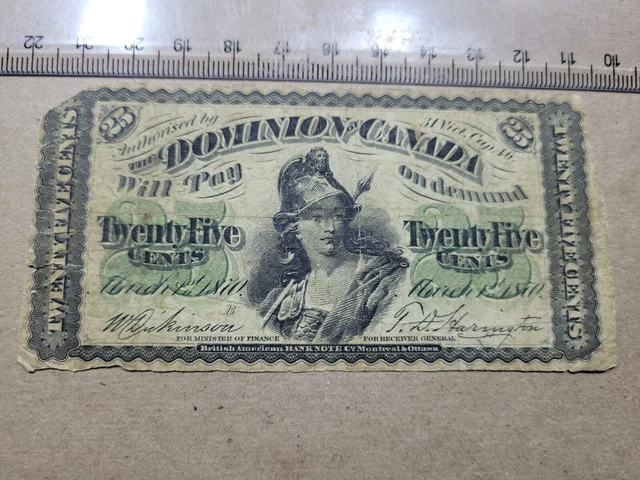 22 21 20 19 18 17 16 15 14 13 12 11 10
25 Authorised by 31 Vict. Cap. 46. 25
THE DOMINION OF CANADA
Will Pay on demand
25 25
Twenty Five Twenty Five
CENTS CENTS
March 1st 1870. March 1st 1870.
B
W Dickinson T. D. Harington
FOR MINISTER OF FINANCE FOR RECEIVER GENERAL
British American BANK NOTE Co. Montreal & Ottawa
TWENTY FIVE CENTS
TWENTY FIVE CENTS